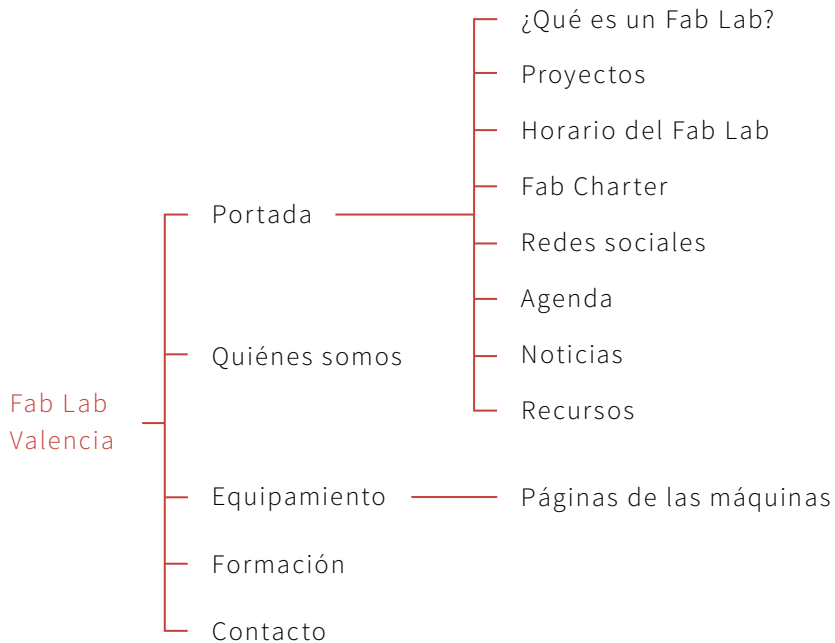 Fab Lab
Valencia
Portada
¿Qué es un Fab Lab?
Proyectos
Horario del Fab Lab
Fab Charter
Redes sociales
Agenda
Noticias
Recursos
Quiénes somos
Equipamiento
Páginas de las máquinas
Formación
Contacto